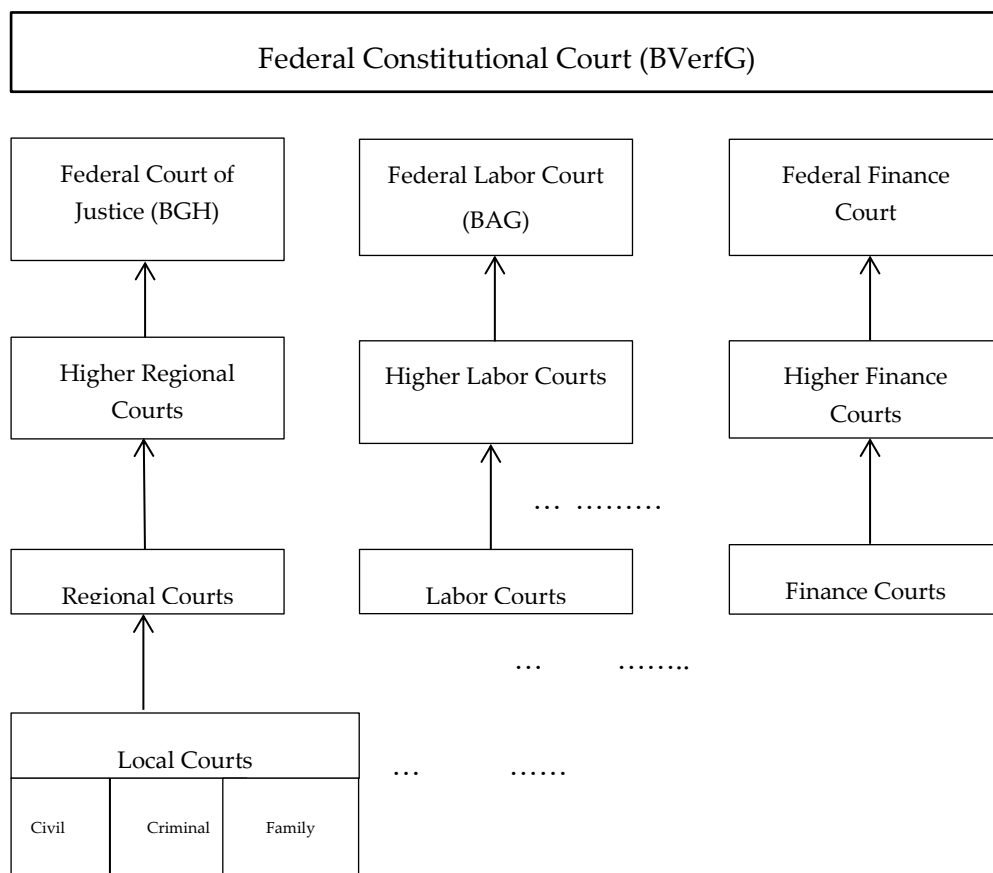 Federal Constitutional Court (BVerfG)
Federal Court of
Justice (BGH)
Federal Labor Court
(BAG)
Federal Finance
Court
Higher Regional
Courts
Higher Labor Courts
Higher Finance
Courts
… ………
Regional Courts
Labor Courts
Finance Courts
… ……..
Local Courts
… ……
Civil
Criminal
Family